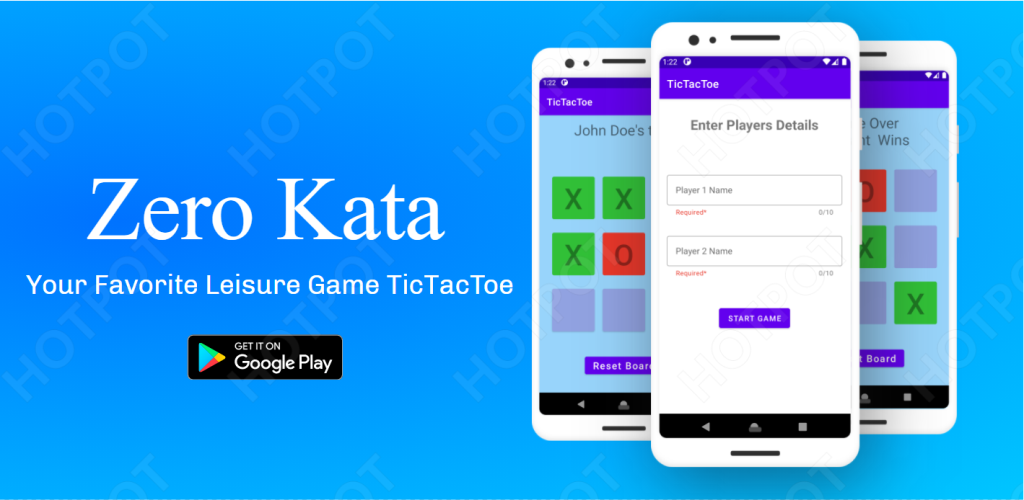 Zero Kata
Your Favorite Leisure Game TicTacToe
GET IT ON
Google Play
1:22
TicTacToe
John Doe's
X
X
X
O
Reset Board
1:22
TicTacToe
Enter Players Details
Player 1 Name
Required*
0/10
Player 2 Name
Required*
0/10
START GAME
Over
Wins
O
X
Board
HOTPOT
HOTPOT
HOTPOT
HOTPOT
HOTPOT
HOTPOT
HOTPOT
HOTPOT